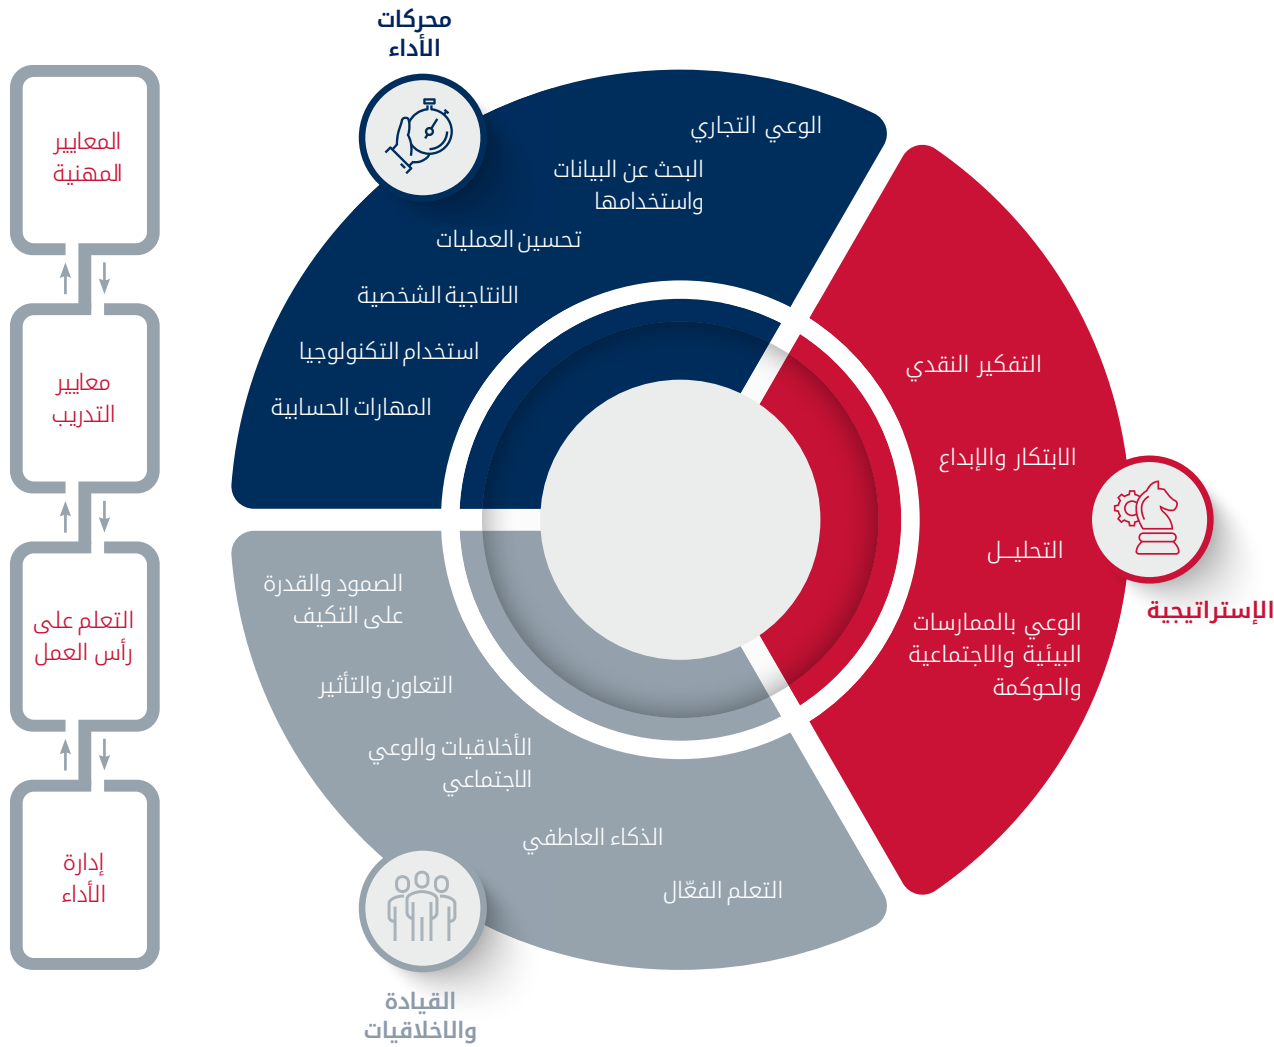 محركات
الأداء
الوعي التجاري
البحث عن البيانات
واستخدامها
تحسين العمليات
الانتاجية الشخصية
استخدام التكنولوجيا
المهارات الحسابية
التفكير النقدي
الابتكار والإبداع
التحليــل
الوعي بالممارسات
البيئية والاجتماعية
والحوكمة
الإستراتيجية
الصمود والقدرة
على التكيف
التعاون والتأثير
الأخلاقيات والوعي
الاجتماعي
الذكاء العاطفي
التعلم الفعّال
القيادة
والاخلاقيات
المعايير
المهنية
معايير
التدريب
التعلم على
رأس العمل
إدارة
الأداء